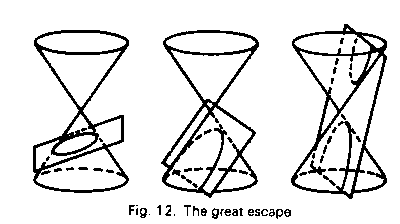 Fig. 12. The great escape